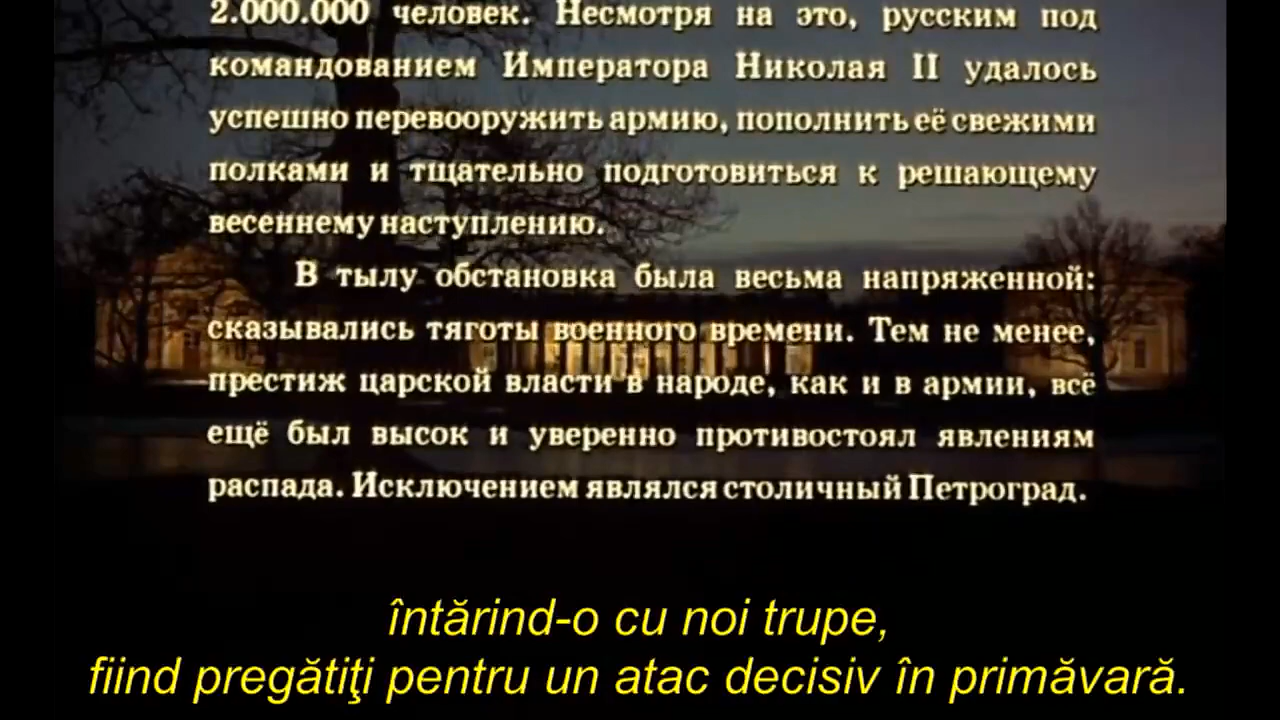 2.000.000 человек. Несмотря на это, русским под
командованием Императора Николая II удалось
успешно перевооружить армию, пополнить её свежими
полками и тщательно подготовиться к решающему
весеннему наступлению.
В тылу обстановка была весьма напряженной:
сказывались тяготы военного времени. Тем не менее,
престиж царской власти в народе, как и в армии, всё
ещё был высок и уверенно противостоял явлениям
распада. Исключением являлся столичный Петроград.
întărind-o cu noi trupe,
fiind pregătiţi pentru un atac decisiv în primăvară.